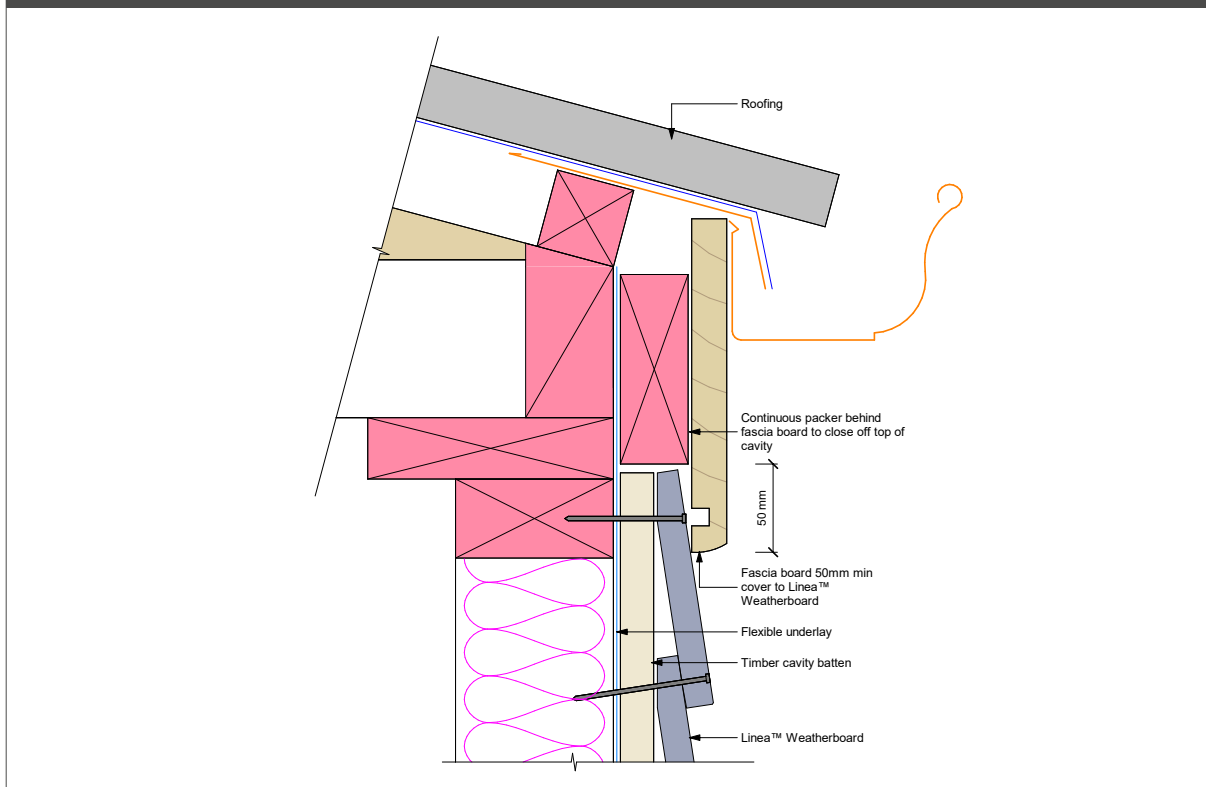 Roofing
Continuous packer behind
fascia board to close off top of
cavity
50 mm
Fascia board 50mm min
cover to Linea™
Weatherboard
Flexible underlay
Timber cavity batten
Linea™ Weatherboard